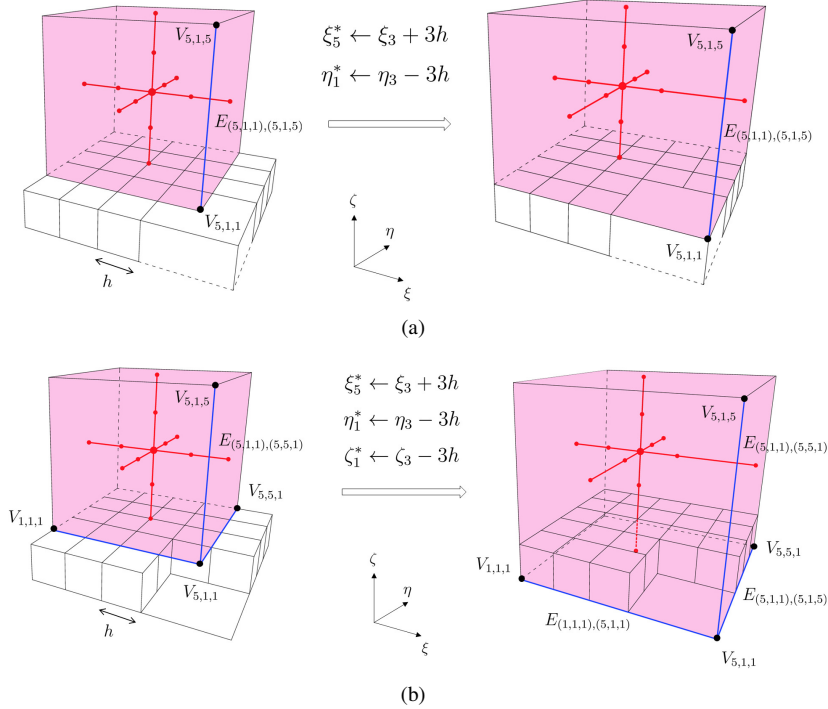 V_{5,1,5}
ξ_5^* ← ξ_3 + 3h
η_1^* ← η_3 − 3h
E_{(5,1,1),(5,1,5)}
V_{5,1,1}
h
ζ
η
ξ
V_{5,1,5}
E_{(5,1,1),(5,1,5)}
V_{5,1,1}
(a)
V_{5,1,5}
E_{(5,1,1),(5,5,1)}
V_{1,1,1}
V_{5,5,1}
V_{5,1,1}
h
ξ_5^* ← ξ_3 + 3h
η_1^* ← η_3 − 3h
ζ_1^* ← ζ_3 − 3h
ζ
η
ξ
V_{5,1,5}
E_{(5,1,1),(5,5,1)}
V_{5,5,1}
V_{1,1,1}
E_{(5,1,1),(5,1,5)}
E_{(1,1,1),(5,1,1)}
V_{5,1,1}
(b)